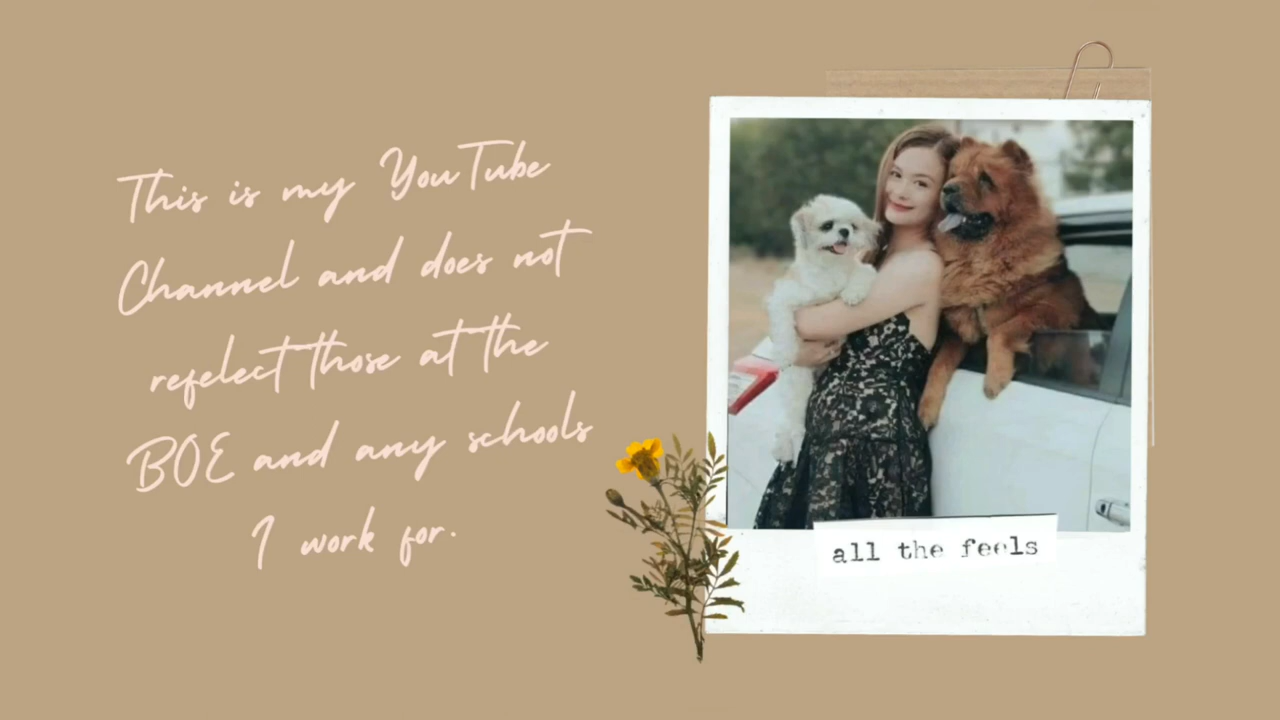 This is my YouTube
Channel and does not
refelect those at the
BOE and any schools
I work for.
all the feels